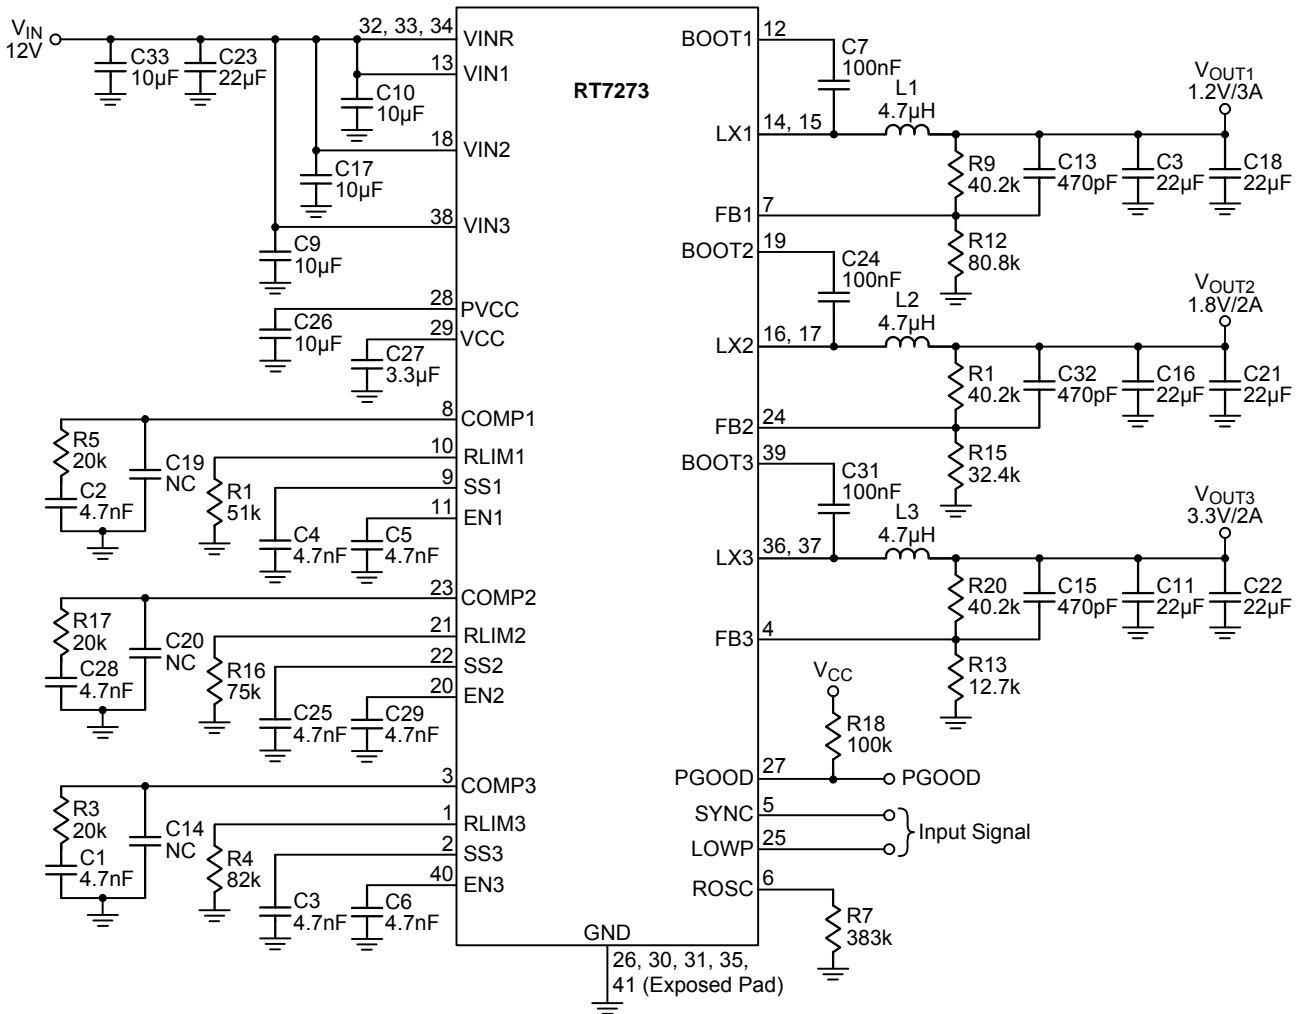 VIN
12V
C33
10µF
C23
22µF
32, 33, 34
VINR
13
VIN1
C10
10µF
18
VIN2
C17
10µF
38
VIN3
C9
10µF
28
PVCC
C26
10µF
29
VCC
C27
3.3µF
8
COMP1
R5
20k
C2
4.7nF
C19
NC
10
RLIM1
R1
51k
9
SS1
C4
4.7nF
11
EN1
C5
4.7nF
23
COMP2
R17
20k
C28
4.7nF
C20
NC
21
RLIM2
R16
75k
22
SS2
C25
4.7nF
20
EN2
C29
4.7nF
3
COMP3
R3
20k
C1
4.7nF
C14
NC
1
RLIM3
R4
82k
2
SS3
C3
4.7nF
40
EN3
C6
4.7nF
RT7273
GND
26, 30, 31, 35,
41 (Exposed Pad)
BOOT1
12
C7
100nF
L1
4.7µH
LX1
14, 15
VOUT1
1.2V/3A
R9
40.2k
C13
470pF
C3
22µF
C18
22µF
FB1
7
R12
80.8k
BOOT2
19
C24
100nF
L2
4.7µH
LX2
16, 17
VOUT2
1.8V/2A
R1
40.2k
C32
470pF
C16
22µF
C21
22µF
FB2
24
R15
32.4k
BOOT3
39
C31
100nF
L3
4.7µH
LX3
36, 37
VOUT3
3.3V/2A
R20
40.2k
C15
470pF
C11
22µF
C22
22µF
FB3
4
R13
12.7k
VCC
R18
100k
PGOOD
27
PGOOD
SYNC
5
LOWP
25
Input Signal
ROSC
6
R7
383k